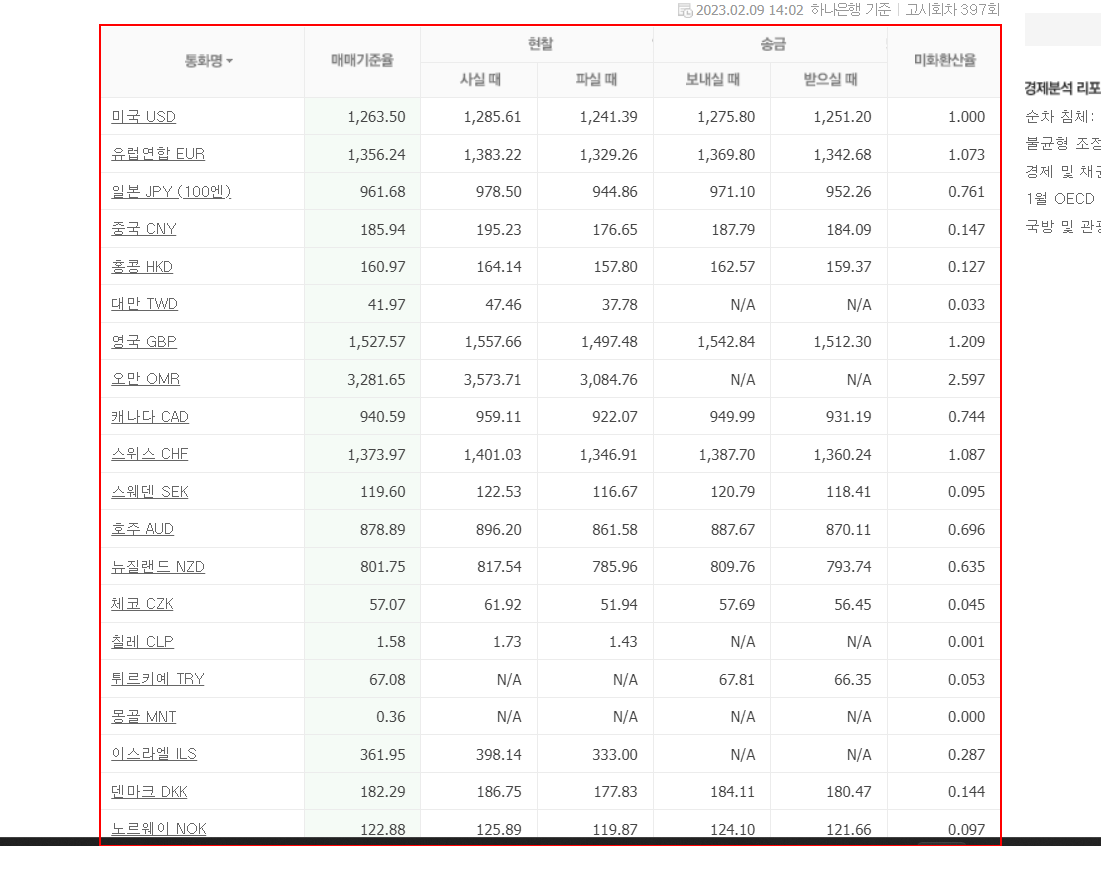 2023.02.09 14:02 하나은행 기준 | 고시회차 397회
통화명 매매기준율 현찰 송금 미화환산율
사실 때 파실 때 보내실 때 받으실 때
미국 USD 1,263.50 1,285.61 1,241.39 1,275.80 1,251.20 1.000
유럽연합 EUR 1,356.24 1,383.22 1,329.26 1,369.80 1,342.68 1.073
일본 JPY (100엔) 961.68 978.50 944.86 971.10 952.26 0.761
중국 CNY 185.94 195.23 176.65 187.79 184.09 0.147
홍콩 HKD 160.97 164.14 157.80 162.57 159.37 0.127
대만 TWD 41.97 47.46 37.78 N/A N/A 0.033
영국 GBP 1,527.57 1,557.66 1,497.48 1,542.84 1,512.30 1.209
오만 OMR 3,281.65 3,573.71 3,084.76 N/A N/A 2.597
캐나다 CAD 940.59 959.11 922.07 949.99 931.19 0.744
스위스 CHF 1,373.97 1,401.03 1,346.91 1,387.70 1,360.24 1.087
스웨덴 SEK 119.60 122.53 116.67 120.79 118.41 0.095
호주 AUD 878.89 896.20 861.58 887.67 870.11 0.696
뉴질랜드 NZD 801.75 817.54 785.96 809.76 793.74 0.635
체코 CZK 57.07 61.92 51.94 57.69 56.45 0.045
칠레 CLP 1.58 1.73 1.43 N/A N/A 0.001
튀르키예 TRY 67.08 N/A N/A 67.81 66.35 0.053
몽골 MNT 0.36 N/A N/A N/A N/A 0.000
이스라엘 ILS 361.95 398.14 333.00 N/A N/A 0.287
덴마크 DKK 182.29 186.75 177.83 184.11 180.47 0.144
노르웨이 NOK 122.88 125.89 119.87 124.10 121.66 0.097
경제분석 리포
순차 침체:
불균형 조정
경제 및 채권
1월 OECD
국방 및 관